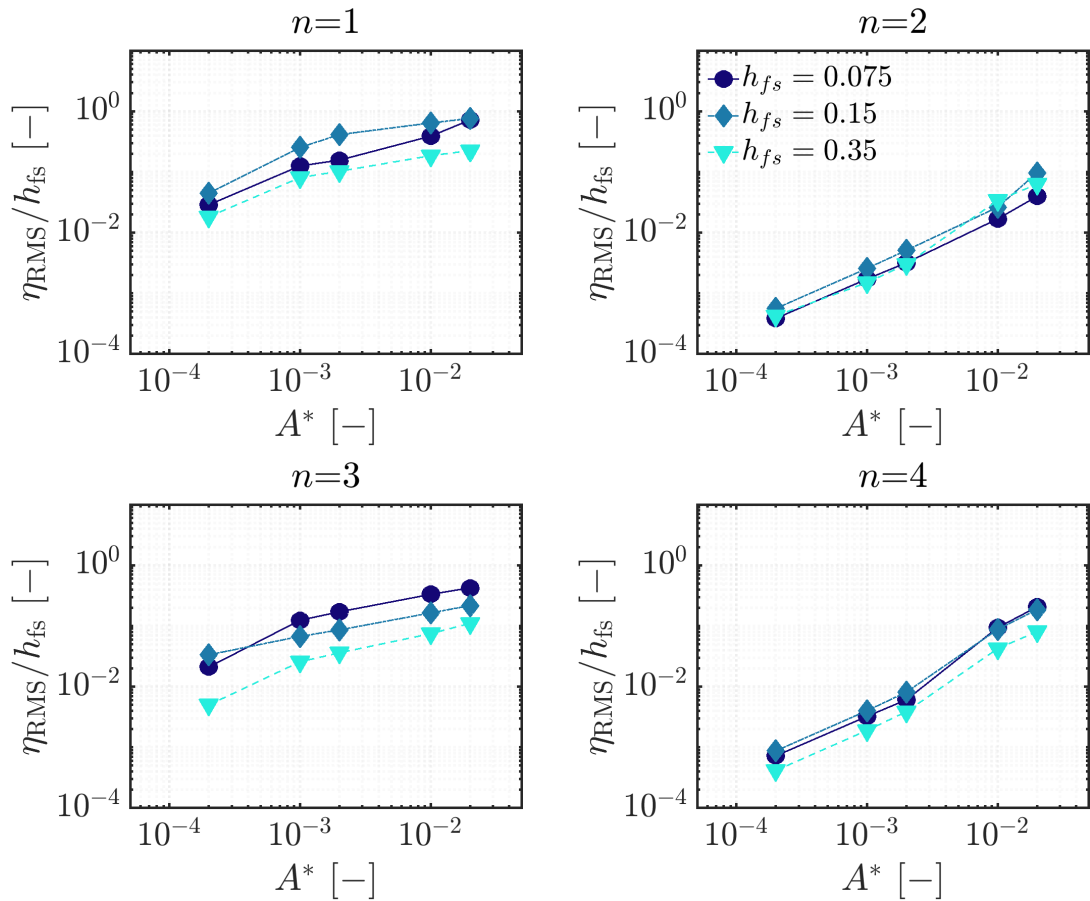 n=1
η_RMS/h_fs [−]
10^0
10^−2
10^−4
10^−4 10^−3 10^−2
A* [−]
n=2
h_fs = 0.075
h_fs = 0.15
h_fs = 0.35
η_RMS/h_fs [−]
10^0
10^−2
10^−4
10^−4 10^−3 10^−2
A* [−]
n=3
η_RMS/h_fs [−]
10^0
10^−2
10^−4
10^−4 10^−3 10^−2
A* [−]
n=4
η_RMS/h_fs [−]
10^0
10^−2
10^−4
10^−4 10^−3 10^−2
A* [−]